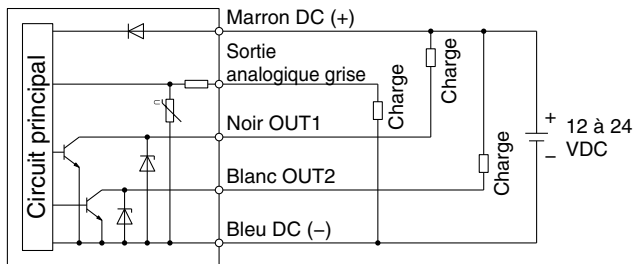 Marron DC (+)
Sortie
analogique grise
Charge
Charge
Circuit principal
Noir OUT1
+
12 à 24
VDC
−
Charge
Blanc OUT2
Bleu DC (−)